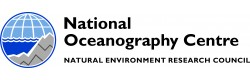 National
Oceanography Centre
NATURAL ENVIRONMENT RESEARCH COUNCIL